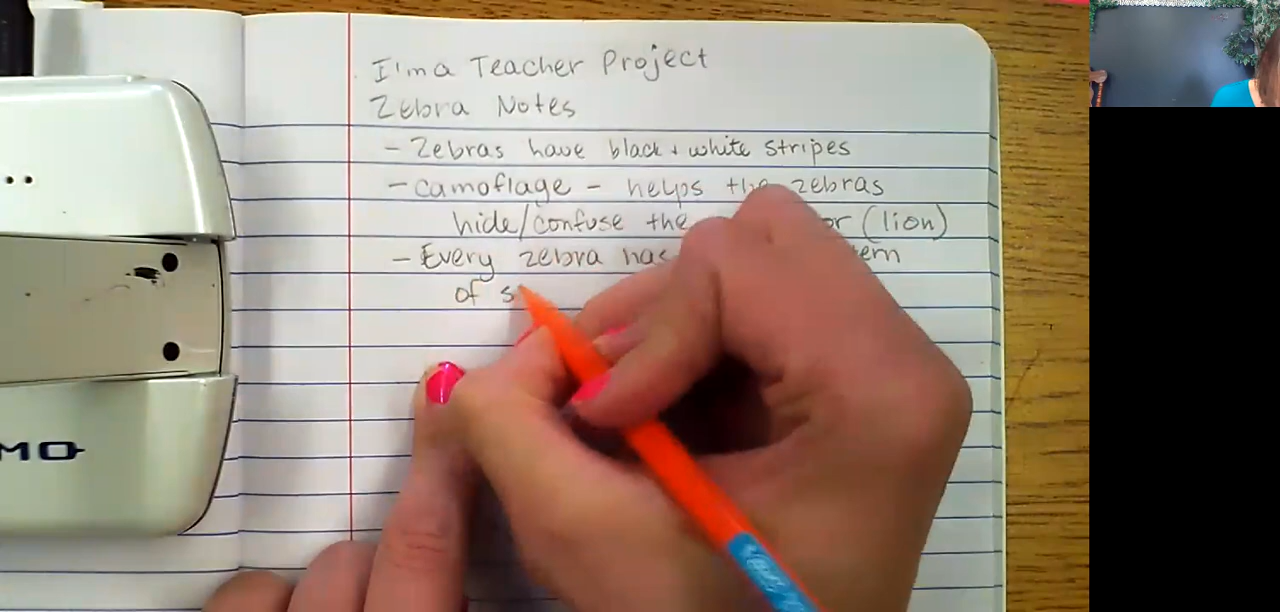 I'm a Teacher Project
Zebra Notes
- Zebras have black + white stripes
- camoflage - helps the zebras
hide/confuse the (lion)
- Every zebra has
of s
MO